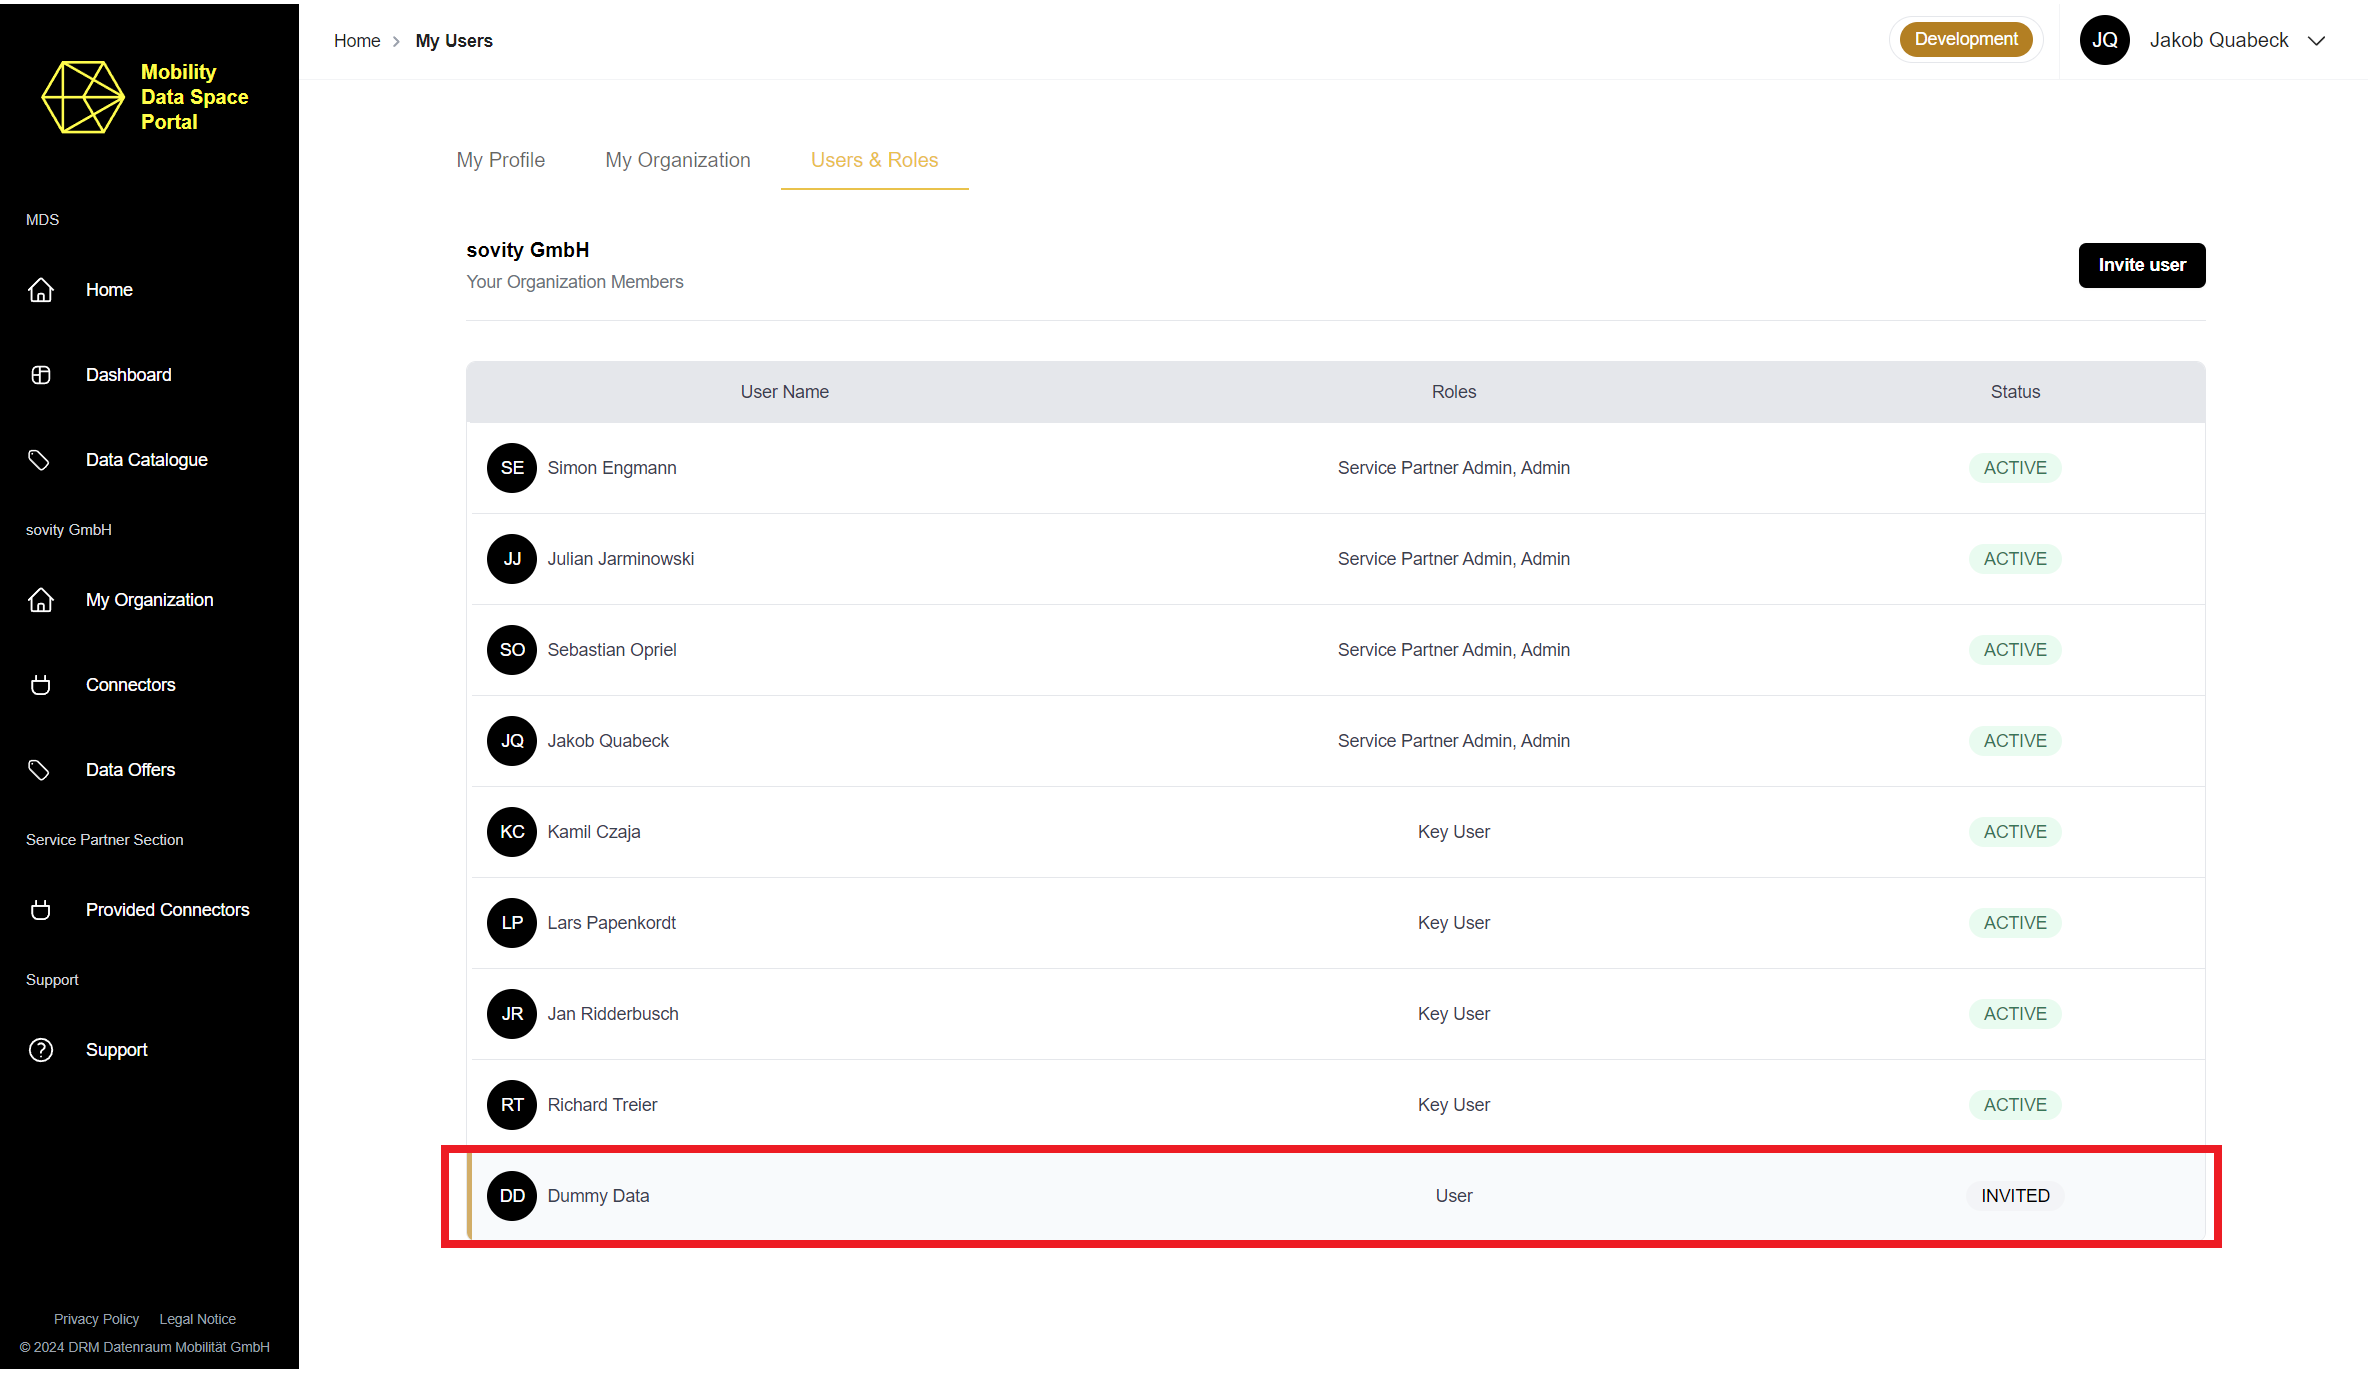 Mobility
Data Space
Portal
MDS
Home
Dashboard
Data Catalogue
sovity GmbH
My Organization
Connectors
Data Offers
Service Partner Section
Provided Connectors
Support
Support
Privacy Policy Legal Notice
© 2024 DRM Datenraum Mobilität GmbH
Home > My Users
Development
JQ Jakob Quabeck
My Profile My Organization Users & Roles
sovity GmbH
Your Organization Members
Invite user
User Name Roles Status
SE Simon Engmann Service Partner Admin, Admin ACTIVE
JJ Julian Jarminowski Service Partner Admin, Admin ACTIVE
SO Sebastian Opriel Service Partner Admin, Admin ACTIVE
JQ Jakob Quabeck Service Partner Admin, Admin ACTIVE
KC Kamil Czaja Key User ACTIVE
LP Lars Papenkordt Key User ACTIVE
JR Jan Ridderbusch Key User ACTIVE
RT Richard Treier Key User ACTIVE
DD Dummy Data User INVITED